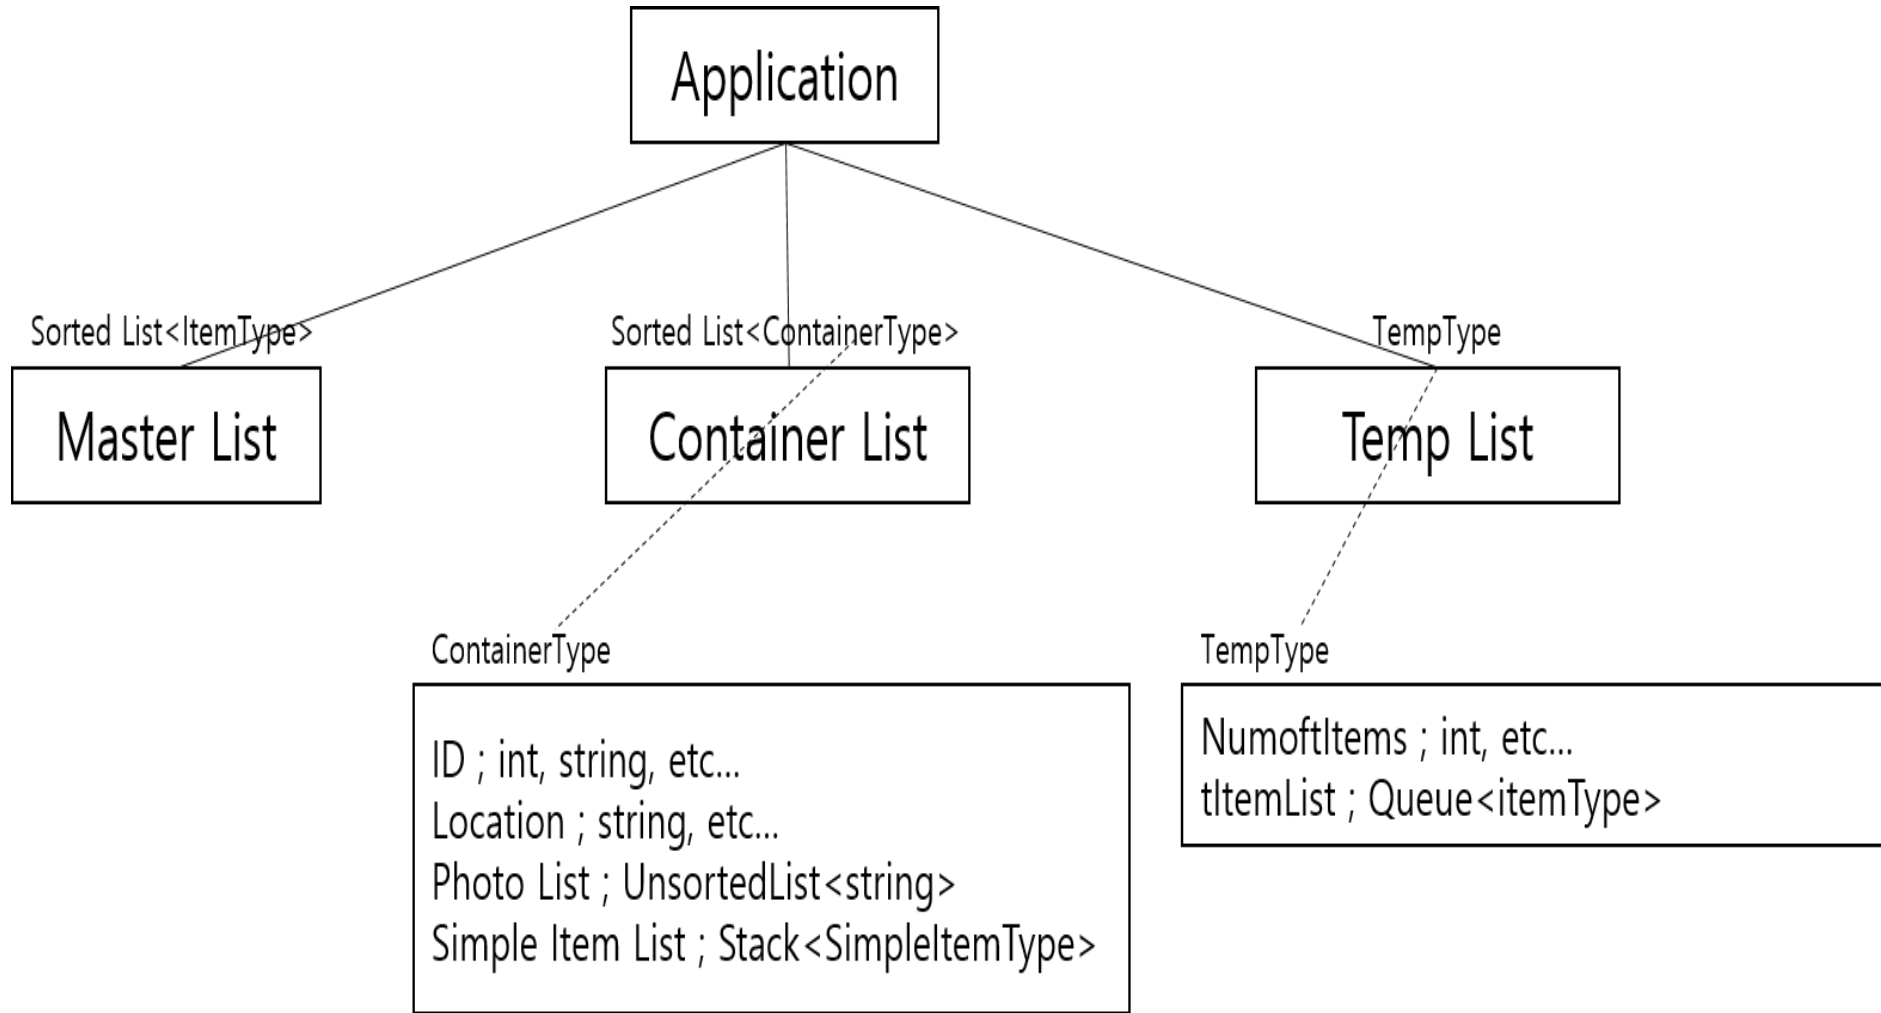 Application
Sorted List<ItemType>
Sorted List<ContainerType>
TempType
Master List
Container List
Temp List
ContainerType
ID ; int, string, etc...
Location ; string, etc...
Photo List ; UnsortedList<string>
Simple Item List ; Stack<SimpleItemType>
TempType
NumoftItems ; int, etc...
tItemList ; Queue<itemType>